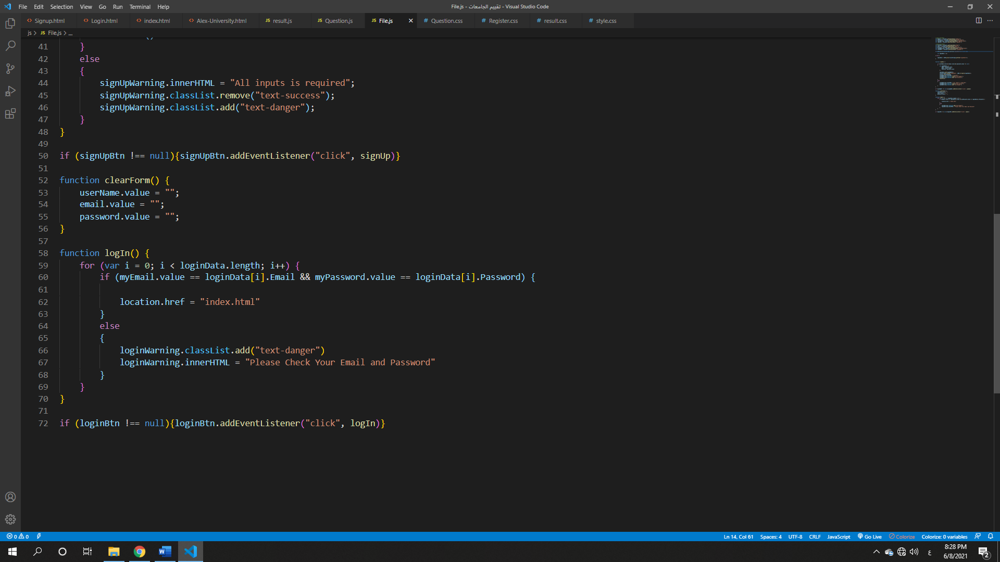 File Edit Selection View Go Run Terminal Help
File.js - تقييم الجامعات - Visual Studio Code
Signup.html Login.html index.html Alex-University.html JS result.js JS Question.js JS File.js # Question.css # Register.css # result.css # style.css
js > JS File.js > ...
41 }
42 else
43 {
44 signUpWarning.innerHTML = "All inputs is required";
45 signUpWarning.classList.remove("text-success");
46 signUpWarning.classList.add("text-danger");
47 }
48 }
49
50 if (signUpBtn !== null){signUpBtn.addEventListener("click", signUp)}
51
52 function clearForm() {
53 userName.value = "";
54 email.value = "";
55 password.value = "";
56 }
57
58 function logIn() {
59 for (var i = 0; i < loginData.length; i++) {
60 if (myEmail.value == loginData[i].Email && myPassword.value == loginData[i].Password) {
61
62 location.href = "index.html"
63 }
64 else
65 {
66 loginWarning.classList.add("text-danger")
67 loginWarning.innerHTML = "Please Check Your Email and Password"
68 }
69 }
70 }
71
72 if (loginBtn !== null){loginBtn.addEventListener("click", logIn)}
0 0 Ln 14, Col 61 Spaces: 4 UTF-8 CRLF JavaScript Go Live Colorize Colorize: 0 variables
ع 8:28 PM
6/8/2021 2